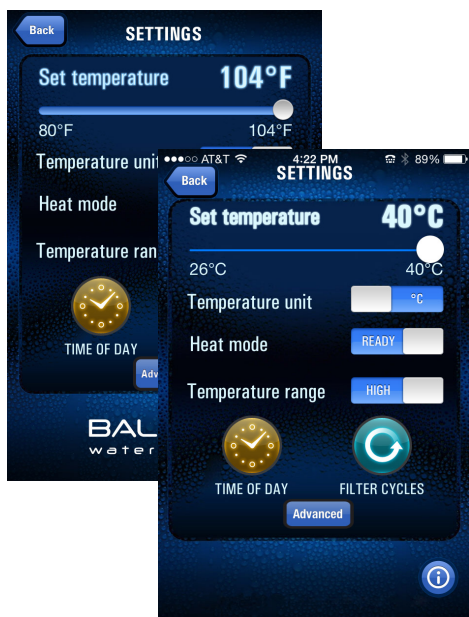 Back
SETTINGS
Set temperature 104°F
80°F 104°F
Temperature unit
Heat mode
Temperature ran
TIME OF DAY
Adv
BAL
water
AT&T 4:22 PM 89%
Back
SETTINGS
Set temperature 40°C
26°C 40°C
Temperature unit °C
Heat mode READY
Temperature range HIGH
TIME OF DAY FILTER CYCLES
Advanced